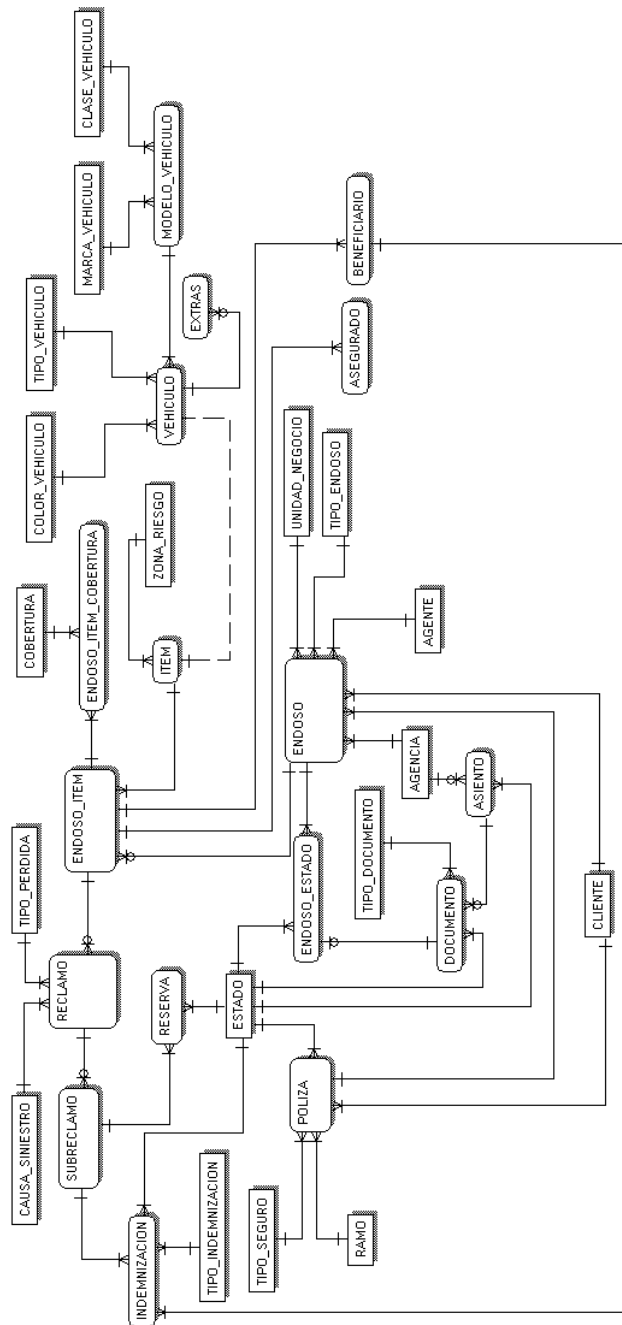 CAUSA_SINIESTRO
TIPO_PERDIDA
COBERTURA
COLOR_VEHICULO
TIPO_VEHICULO
MARCA_VEHICULO
CLASE_VEHICULO
SUBRECLAMO
RECLAMO
ENDOSO_ITEM
ENDOSO_ITEM_COBERTURA
VEHICULO
MODELO_VEHICULO
INDEMNIZACION
RESERVA
ITEM
ZONA_RIESGO
EXTRAS
TIPO_INDEMNIZACION
ESTADO
ENDOSO_ESTADO
ENDOSO
UNIDAD_NEGOCIO
TIPO_ENDOSO
ASEGURADO
BENEFICIARIO
TIPO_SEGURO
RAMO
POLIZA
TIPO_DOCUMENTO
DOCUMENTO
AGENCIA
ASIENTO
AGENTE
CLIENTE